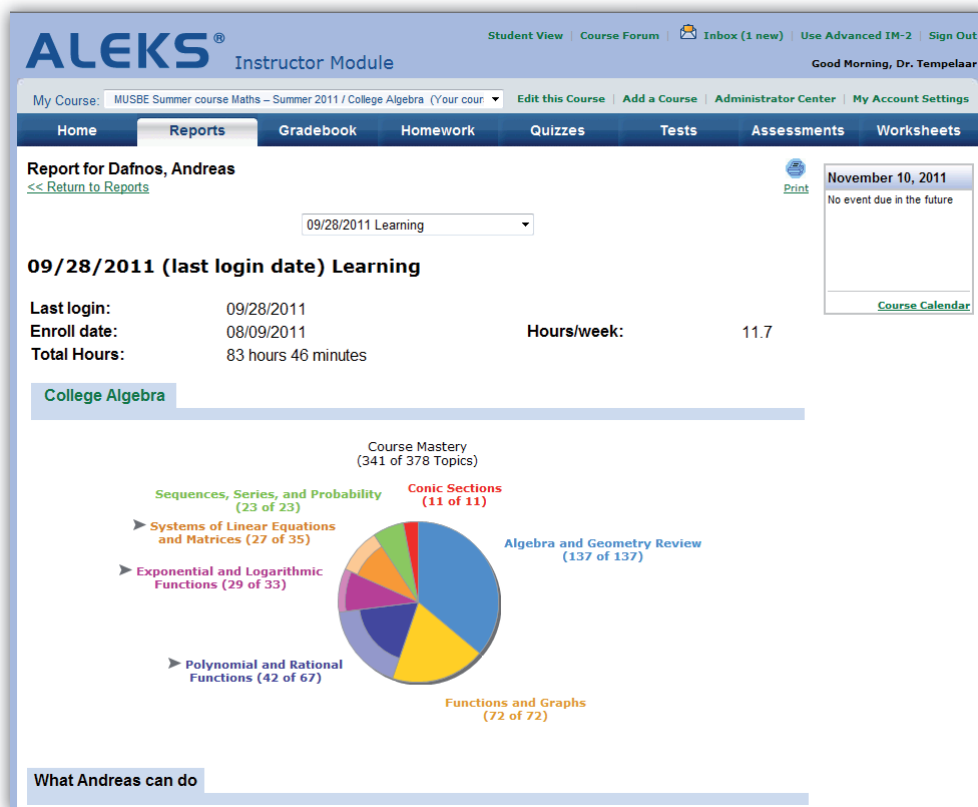 ALEKS® Instructor Module
Student View | Course Forum | Inbox (1 new) | Use Advanced IM-2 | Sign Out
Good Morning, Dr. Tempelaar
My Course: MUSBE Summer course Maths – Summer 2011 / College Algebra (Your cour
Edit this Course | Add a Course | Administrator Center | My Account Settings
Home Reports Gradebook Homework Quizzes Tests Assessments Worksheets
Report for Dafnos, Andreas
<< Return to Reports
Print
November 10, 2011
No event due in the future
Course Calendar
09/28/2011 Learning
09/28/2011 (last login date) Learning
Last login: 09/28/2011
Enroll date: 08/09/2011 Hours/week: 11.7
Total Hours: 83 hours 46 minutes
College Algebra
Course Mastery
(341 of 378 Topics)
Sequences, Series, and Probability
(23 of 23)
Conic Sections
(11 of 11)
Systems of Linear Equations
and Matrices (27 of 35)
Algebra and Geometry Review
(137 of 137)
Exponential and Logarithmic
Functions (29 of 33)
Polynomial and Rational
Functions (42 of 67)
Functions and Graphs
(72 of 72)
What Andreas can do